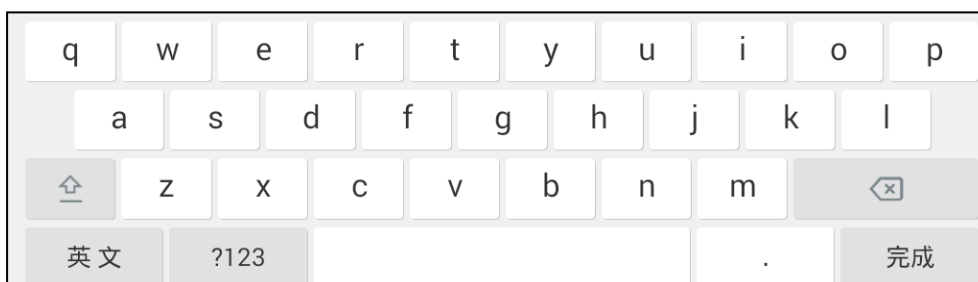 q w e r t y u i o p
a s d f g h j k l
z x c v b n m
英文 ?123 . 完成